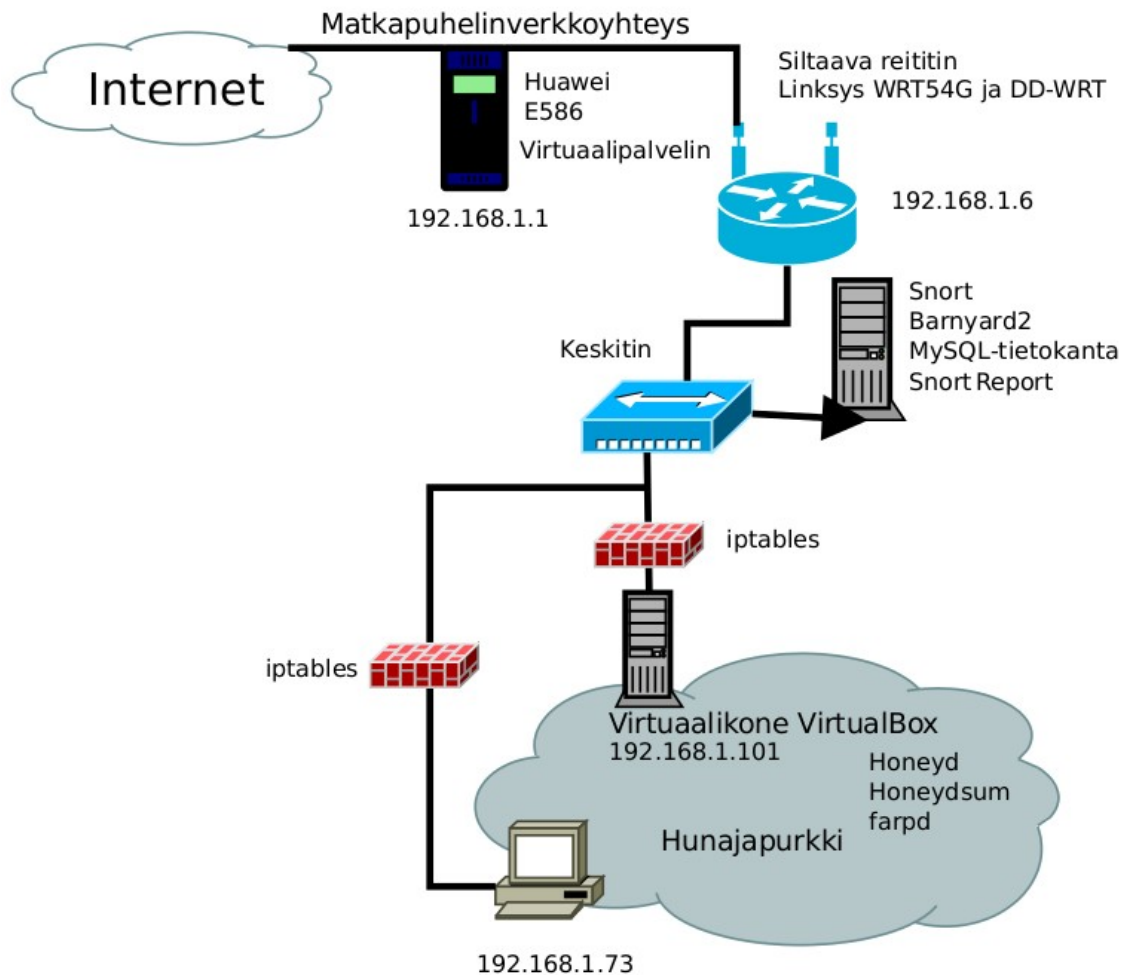 Matkapuhelinverkkoyhteys
Internet
Huawei
E586
Virtuaalipalvelin
192.168.1.1
Siltaava reititin
Linksys WRT54G ja DD-WRT
192.168.1.6
Snort
Barnyard2
MySQL-tietokanta
Snort Report
Keskitin
iptables
iptables
Virtuaalikone VirtualBox
192.168.1.101
Honeyd
Honeydsum
farpd
Hunajapurkki
192.168.1.73